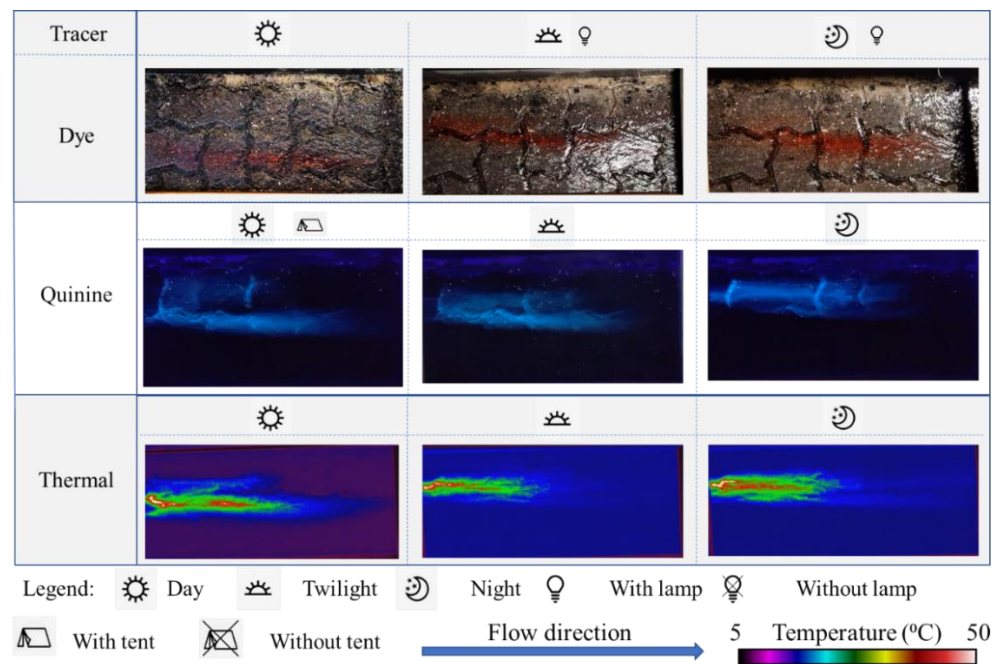 Tracer
Dye
Quinine
Thermal
Legend: Day Twilight Night With lamp Without lamp
With tent Without tent Flow direction 5 Temperature (⁰C) 50